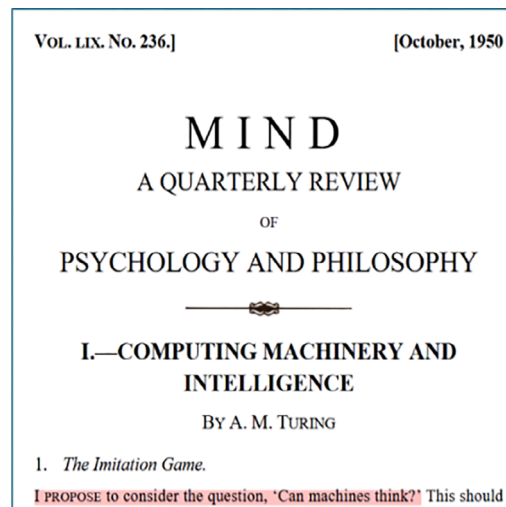 VOL. LIX. No. 236.] [October, 1950
MIND
A QUARTERLY REVIEW
OF
PSYCHOLOGY AND PHILOSOPHY
I.—COMPUTING MACHINERY AND
INTELLIGENCE
BY A. M. TURING
1. The Imitation Game.
I PROPOSE to consider the question, ‘Can machines think?’ This should